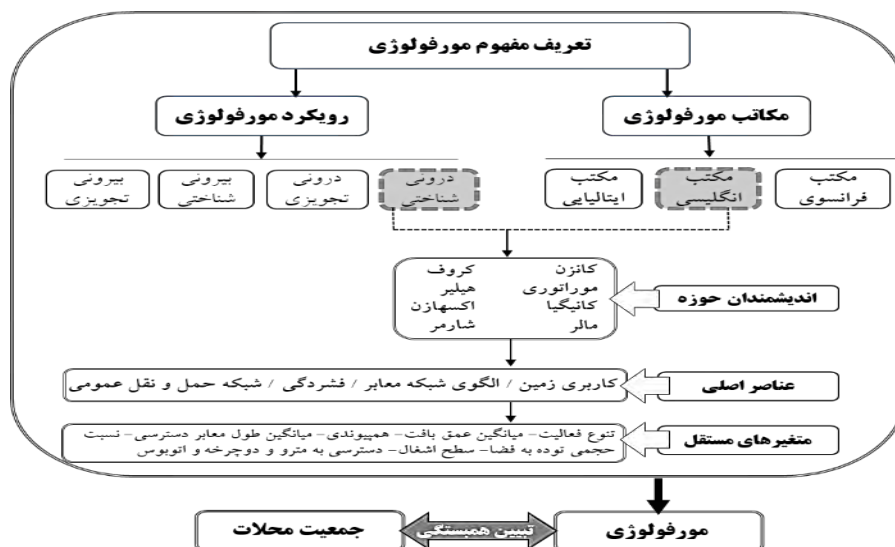 تعریف مفهوم مورفولوژی
مکاتب مورفولوژی
رویکرد مورفولوژی
مکتب
فرانسوی
مکتب
انگلیسی
مکتب
ایتالیایی
درونی
شناختی
درونی
تجویزی
بیرونی
شناختی
بیرونی
تجویزی
اندیشمندان حوزه
کانزن
موراتوری
کانیگیا
مالر
کروف
هیلیر
اکسهازن
شارمر
عناصر اصلی
کاربری زمین / الگوی شبکه معابر / فشردگی / شبکه حمل و نقل عمومی
متغیرهای مستقل
تنوع فعالیت- میانگین عمق بافت- همپیوندی- میانگین طول معابر دسترسی- نسبت
حجمی توده به فضا- سطح اشغال- دسترسی به مترو و دوچرخه و اتوبوس
مورفولوژی
تبیین همبستگی
جمعیت محلات